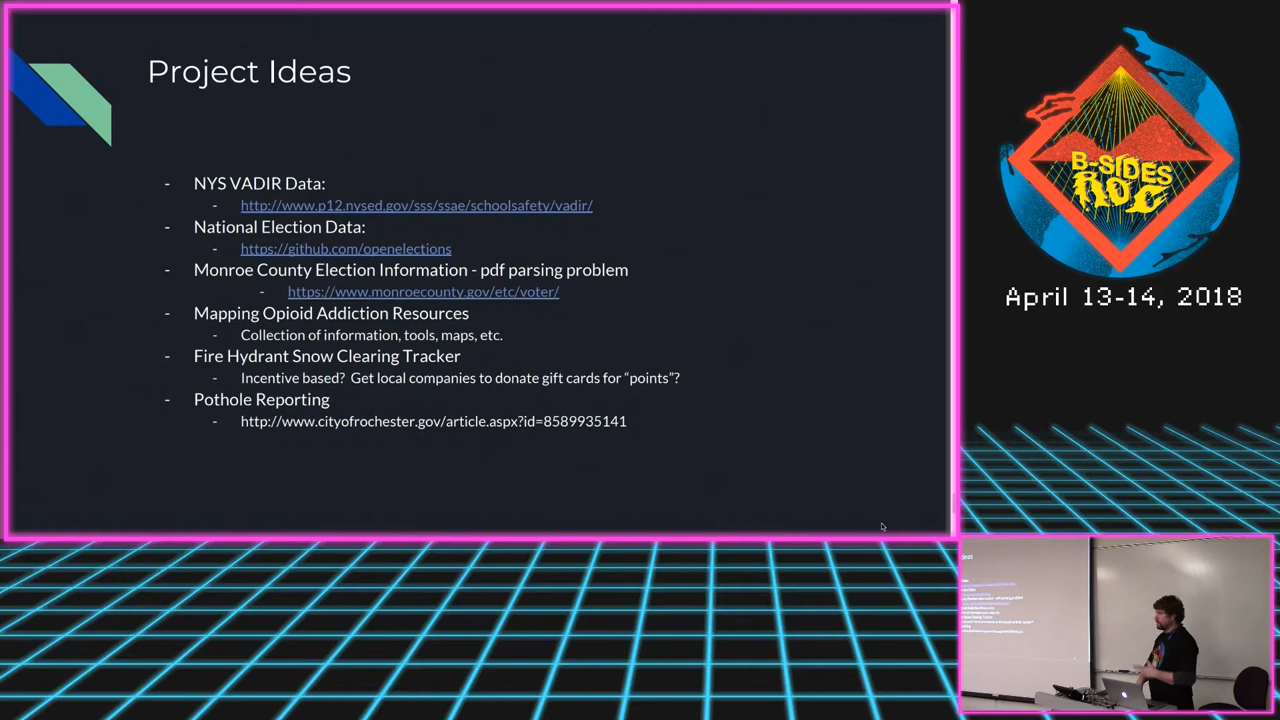 Project Ideas
- NYS VADIR Data:
- http://www.p12.nysed.gov/sss/ssae/schoolsafety/vadir/
- National Election Data:
- https://github.com/openelections
- Monroe County Election Information - pdf parsing problem
- https://www.monroecounty.gov/etc/voter/
- Mapping Opioid Addiction Resources
- Collection of information, tools, maps, etc.
- Fire Hydrant Snow Clearing Tracker
- Incentive based? Get local companies to donate gift cards for “points”?
- Pothole Reporting
- http://www.cityofrochester.gov/article.aspx?id=8589935141
B-SIDES
ROC
April 13-14, 2018